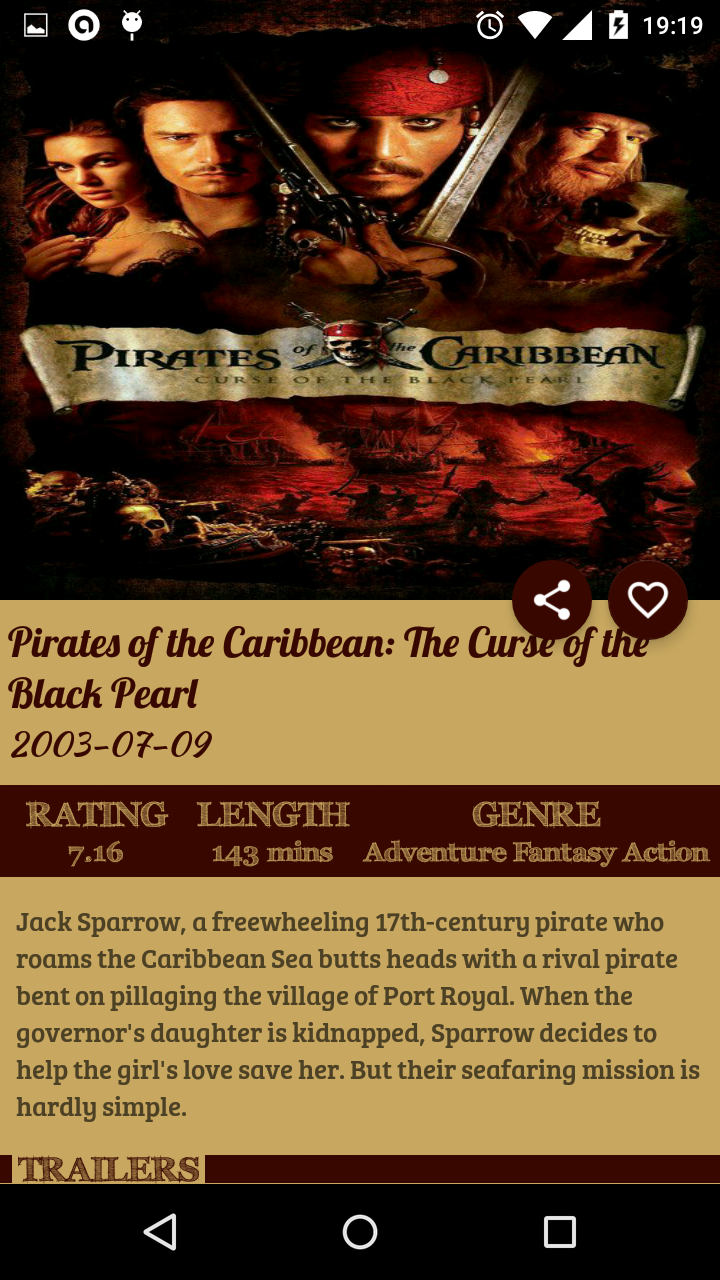 19:19
PIRATES of the CARIBBEAN
CURSE OF THE BLACK PEARL
Pirates of the Caribbean: The Curse of the
Black Pearl
2003-07-09
RATING LENGTH GENRE
7.16 143 mins Adventure Fantasy Action
Jack Sparrow, a freewheeling 17th-century pirate who
roams the Caribbean Sea butts heads with a rival pirate
bent on pillaging the village of Port Royal. When the
governor's daughter is kidnapped, Sparrow decides to
help the girl's love save her. But their seafaring mission is
hardly simple.
TRAILERS